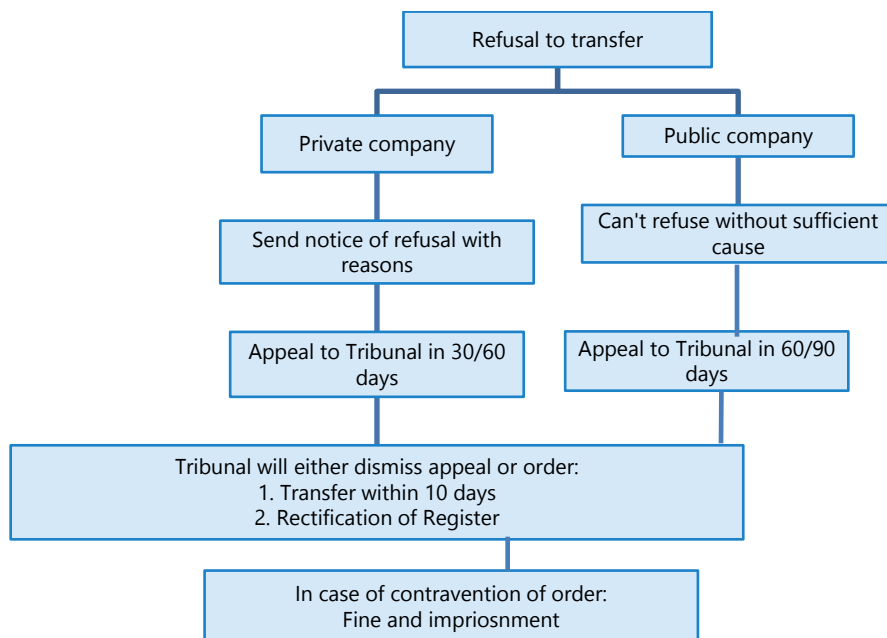 Refusal to transfer
Private company
Public company
Send notice of refusal with
reasons
Can't refuse without sufficient
cause
Appeal to Tribunal in 30/60
days
Appeal to Tribunal in 60/90
days
Tribunal will either dismiss appeal or order:
1. Transfer within 10 days
2. Rectification of Register
In case of contravention of order:
Fine and impriosnment